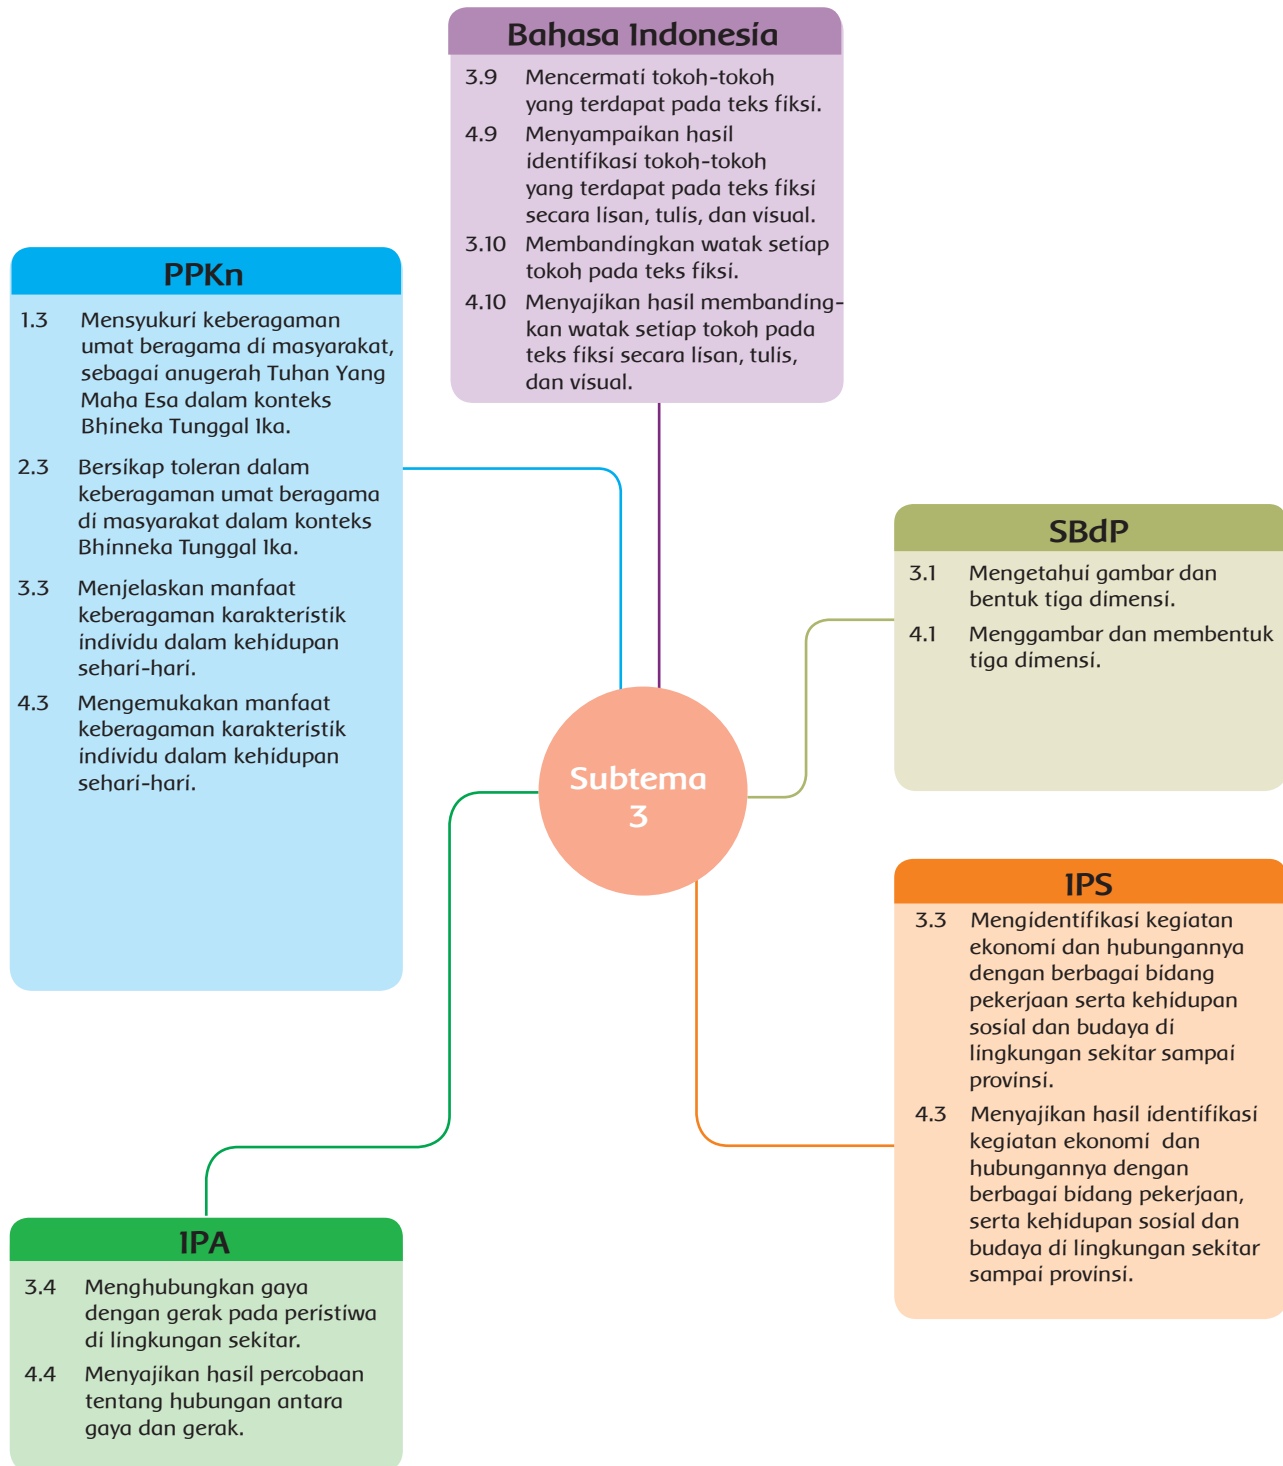 Bahasa Indonesia
3.9 Mencermati tokoh-tokoh
yang terdapat pada teks fiksi.
4.9 Menyampaikan hasil
identifikasi tokoh-tokoh
yang terdapat pada teks fiksi
secara lisan, tulis, dan visual.
3.10 Membandingkan watak setiap
tokoh pada teks fiksi.
4.10 Menyajikan hasil membanding-
kan watak setiap tokoh pada
teks fiksi secara lisan, tulis,
dan visual.
PPKn
1.3 Mensyukuri keberagaman
umat beragama di masyarakat,
sebagai anugerah Tuhan Yang
Maha Esa dalam konteks
Bhineka Tunggal Ika.
2.3 Bersikap toleran dalam
keberagaman umat beragama
di masyarakat dalam konteks
Bhinneka Tunggal Ika.
3.3 Menjelaskan manfaat
keberagaman karakteristik
individu dalam kehidupan
sehari-hari.
4.3 Mengemukakan manfaat
keberagaman karakteristik
individu dalam kehidupan
sehari-hari.
SBdP
3.1 Mengetahui gambar dan
bentuk tiga dimensi.
4.1 Menggambar dan membentuk
tiga dimensi.
Subtema
3
IPS
3.3 Mengidentifikasi kegiatan
ekonomi dan hubungannya
dengan berbagai bidang
pekerjaan serta kehidupan
sosial dan budaya di
lingkungan sekitar sampai
provinsi.
4.3 Menyajikan hasil identifikasi
kegiatan ekonomi dan
hubungannya dengan
berbagai bidang pekerjaan,
serta kehidupan sosial dan
budaya di lingkungan sekitar
sampai provinsi.
IPA
3.4 Menghubungkan gaya
dengan gerak pada peristiwa
di lingkungan sekitar.
4.4 Menyajikan hasil percobaan
tentang hubungan antara
gaya dan gerak.